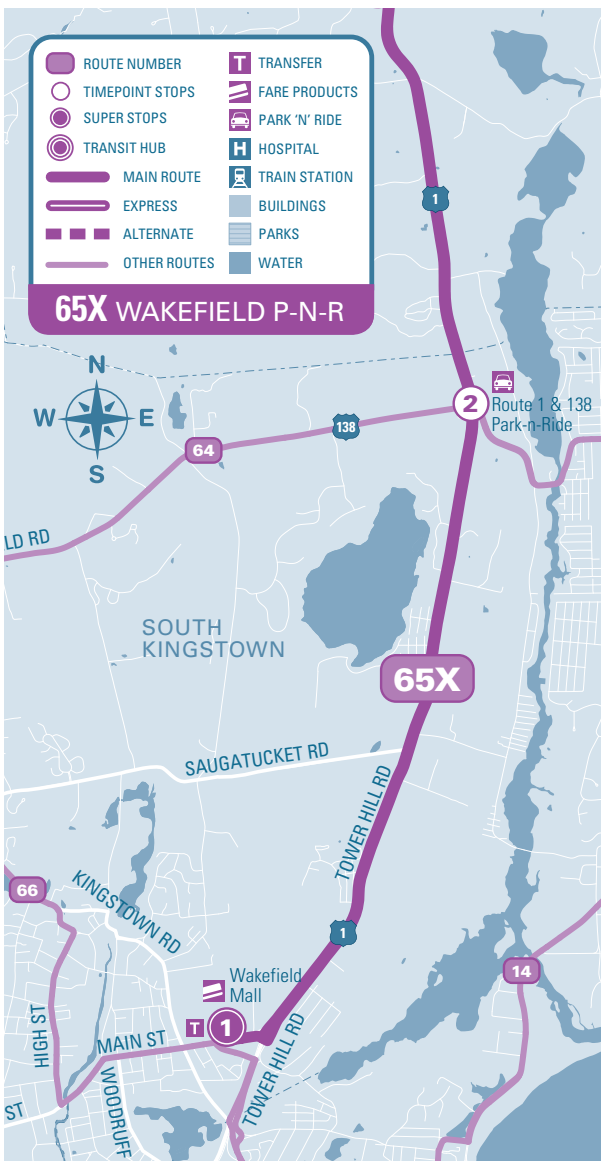 ROUTE NUMBER
TIMEPOINT STOPS
SUPER STOPS
TRANSIT HUB
MAIN ROUTE
EXPRESS
ALTERNATE
OTHER ROUTES
T TRANSFER
FARE PRODUCTS
PARK ‘N’ RIDE
H HOSPITAL
TRAIN STATION
BUILDINGS
PARKS
WATER
65X WAKEFIELD P-N-R
1
N
W E
S
2
Route 1 & 138
Park-n-Ride
138
64
LD RD
SOUTH
KINGSTOWN
65X
SAUGATUCKET RD
TOWER HILL RD
66
KINGSTOWN RD
1
14
Wakefield
Mall
T 1
HIGH ST
MAIN ST
TOWER HILL RD
WOODRUFF
ST